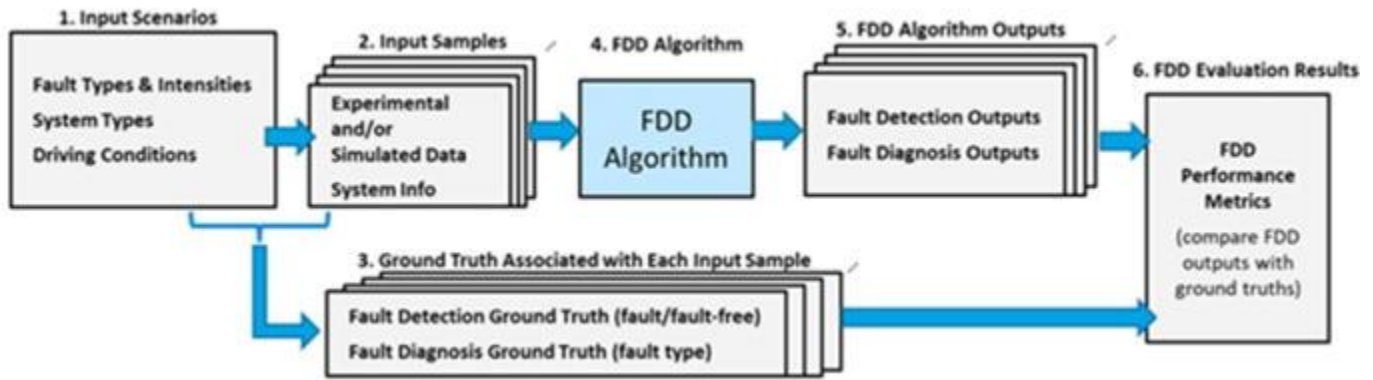 1. Input Scenarios
Fault Types & Intensities
System Types
Driving Conditions
2. Input Samples
Experimental
and/or
Simulated Data
System Info
4. FDD Algorithm
FDD
Algorithm
5. FDD Algorithm Outputs
Fault Detection Outputs
Fault Diagnosis Outputs
6. FDD Evaluation Results
FDD
Performance
Metrics
(compare FDD
outputs with
ground truths)
3. Ground Truth Associated with Each Input Sample
Fault Detection Ground Truth (fault/fault-free)
Fault Diagnosis Ground Truth (fault type)